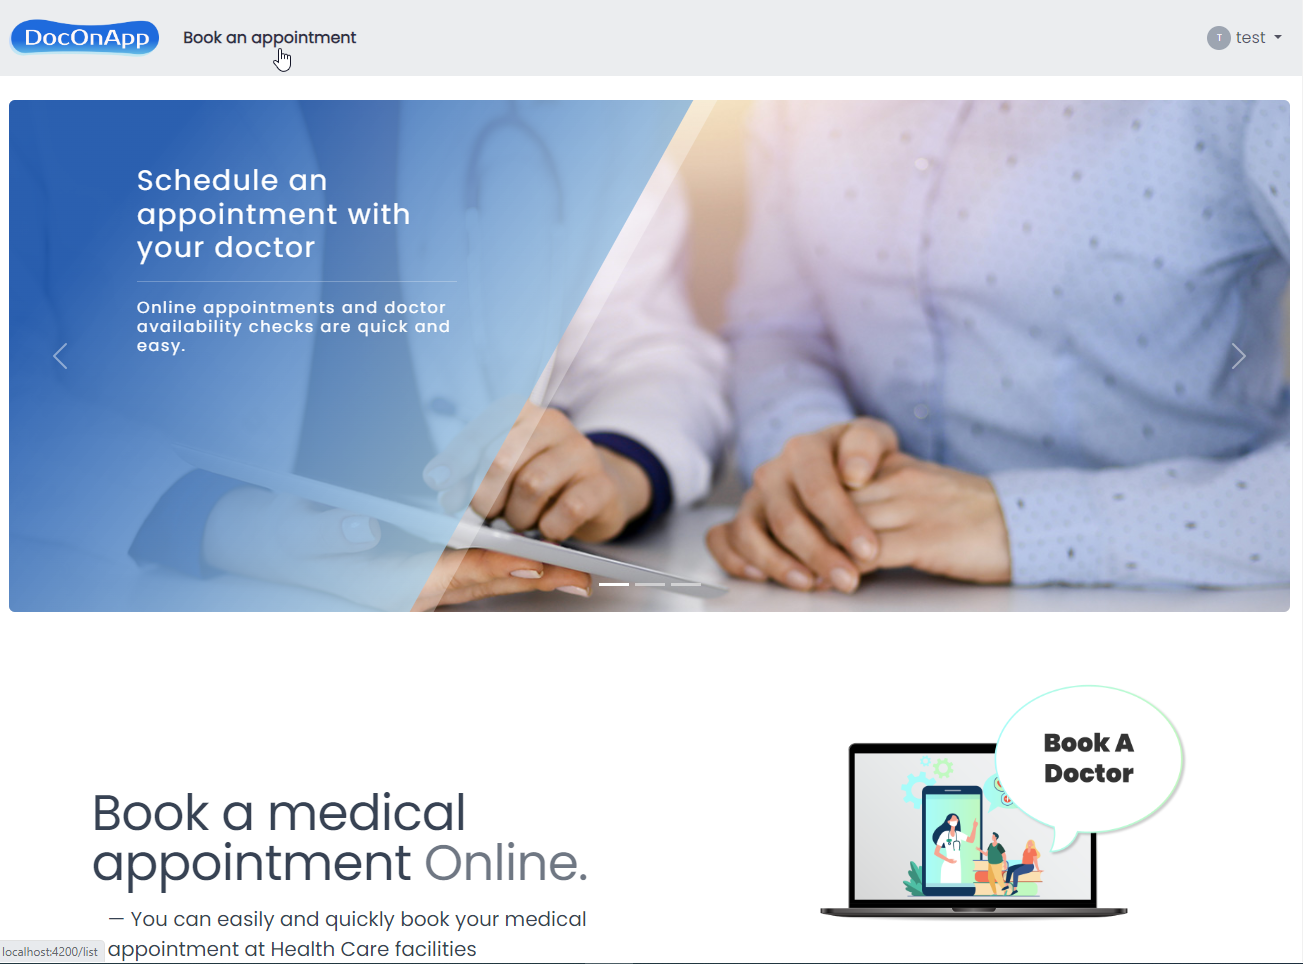 DocOnApp
Book an appointment
T
test
Schedule an
appointment with
your doctor
Online appointments and doctor
availability checks are quick and
easy.
Book A
Doctor
Book a medical
appointment Online.
— You can easily and quickly book your medical
appointment at Health Care facilities
localhost:4200/list